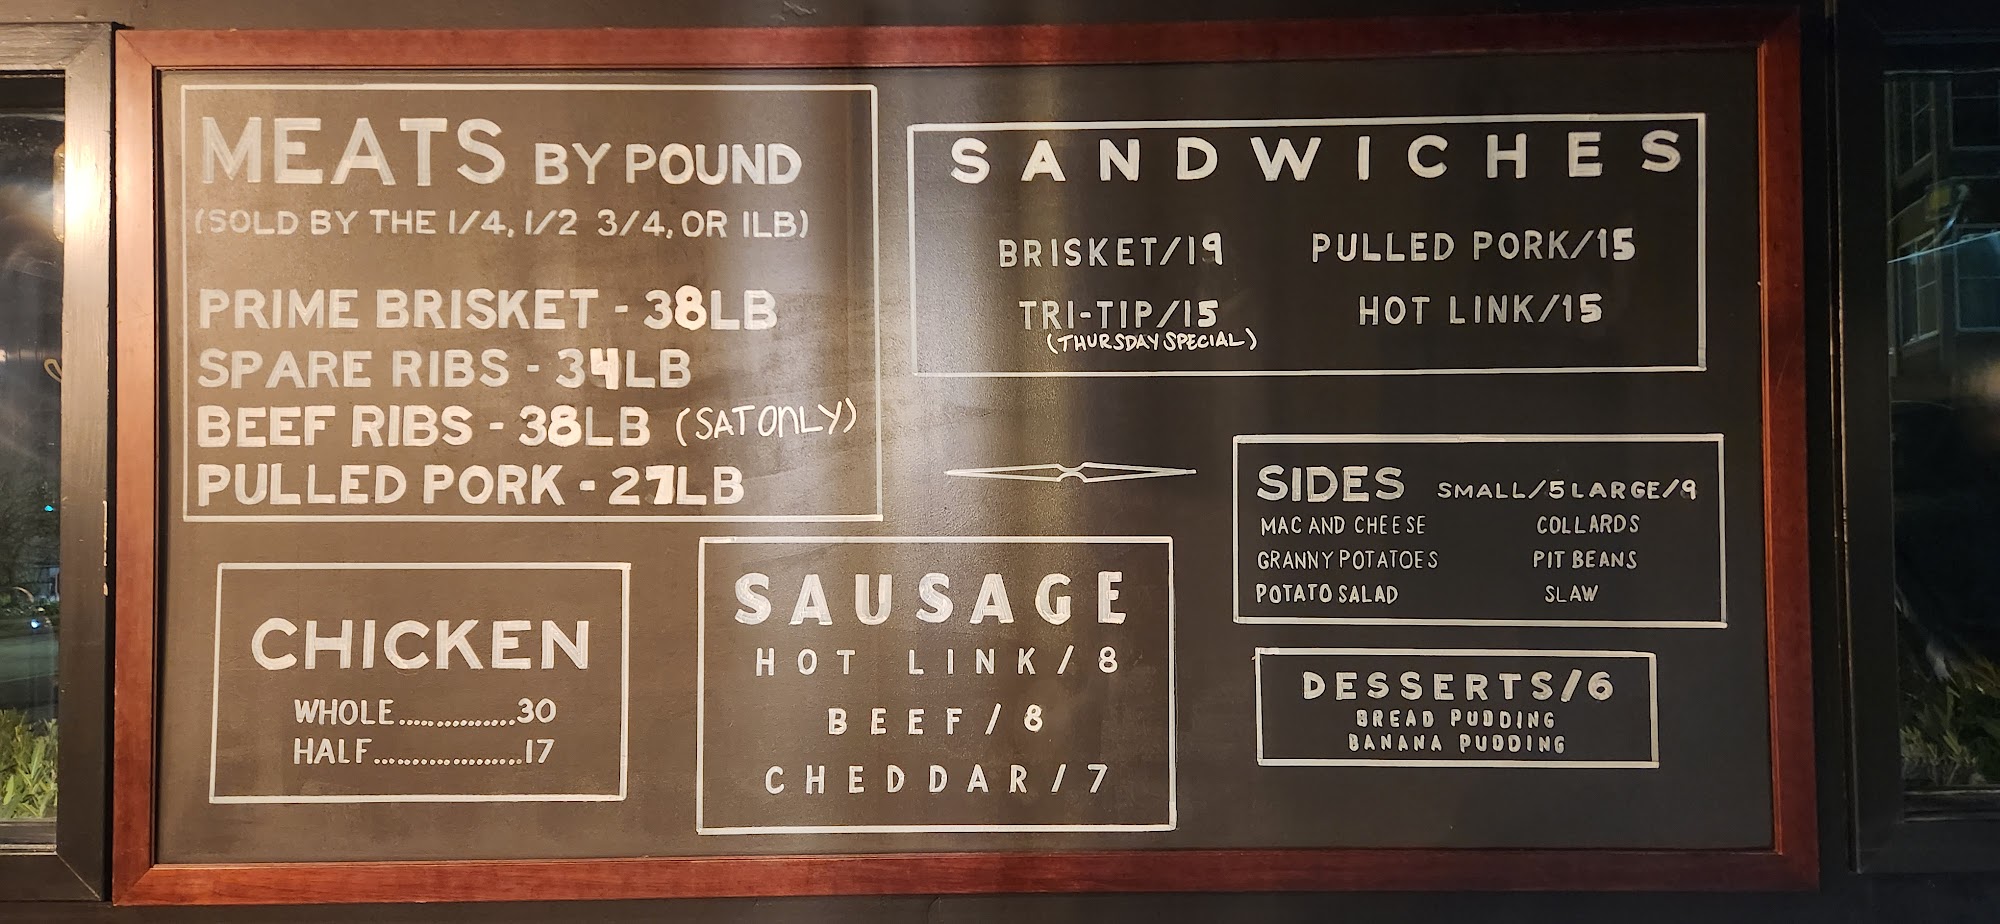 MEATS BY POUND
(SOLD BY THE 1/4, 1/2 3/4, OR 1LB)
PRIME BRISKET - 38LB
SPARE RIBS - 34LB
BEEF RIBS - 38LB (SAT ONLY)
PULLED PORK - 27LB
SANDWICHES
BRISKET/19 PULLED PORK/15
TRI-TIP/15 HOT LINK/15
(THURSDAY SPECIAL)
CHICKEN
WHOLE...............30
HALF...................17
SAUSAGE
HOT LINK/8
BEEF/8
CHEDDAR/7
SIDES SMALL/5 LARGE/9
MAC AND CHEESE COLLARDS
GRANNY POTATOES PIT BEANS
POTATO SALAD SLAW
DESSERTS/6
BREAD PUDDING
BANANA PUDDING